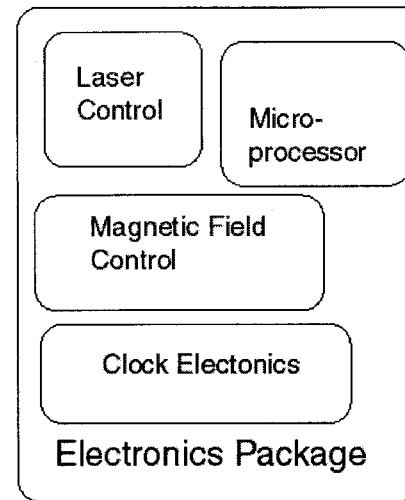 Laser
Control
Micro-
processor
Magnetic Field
Control
Clock Electonics
Electronics Package